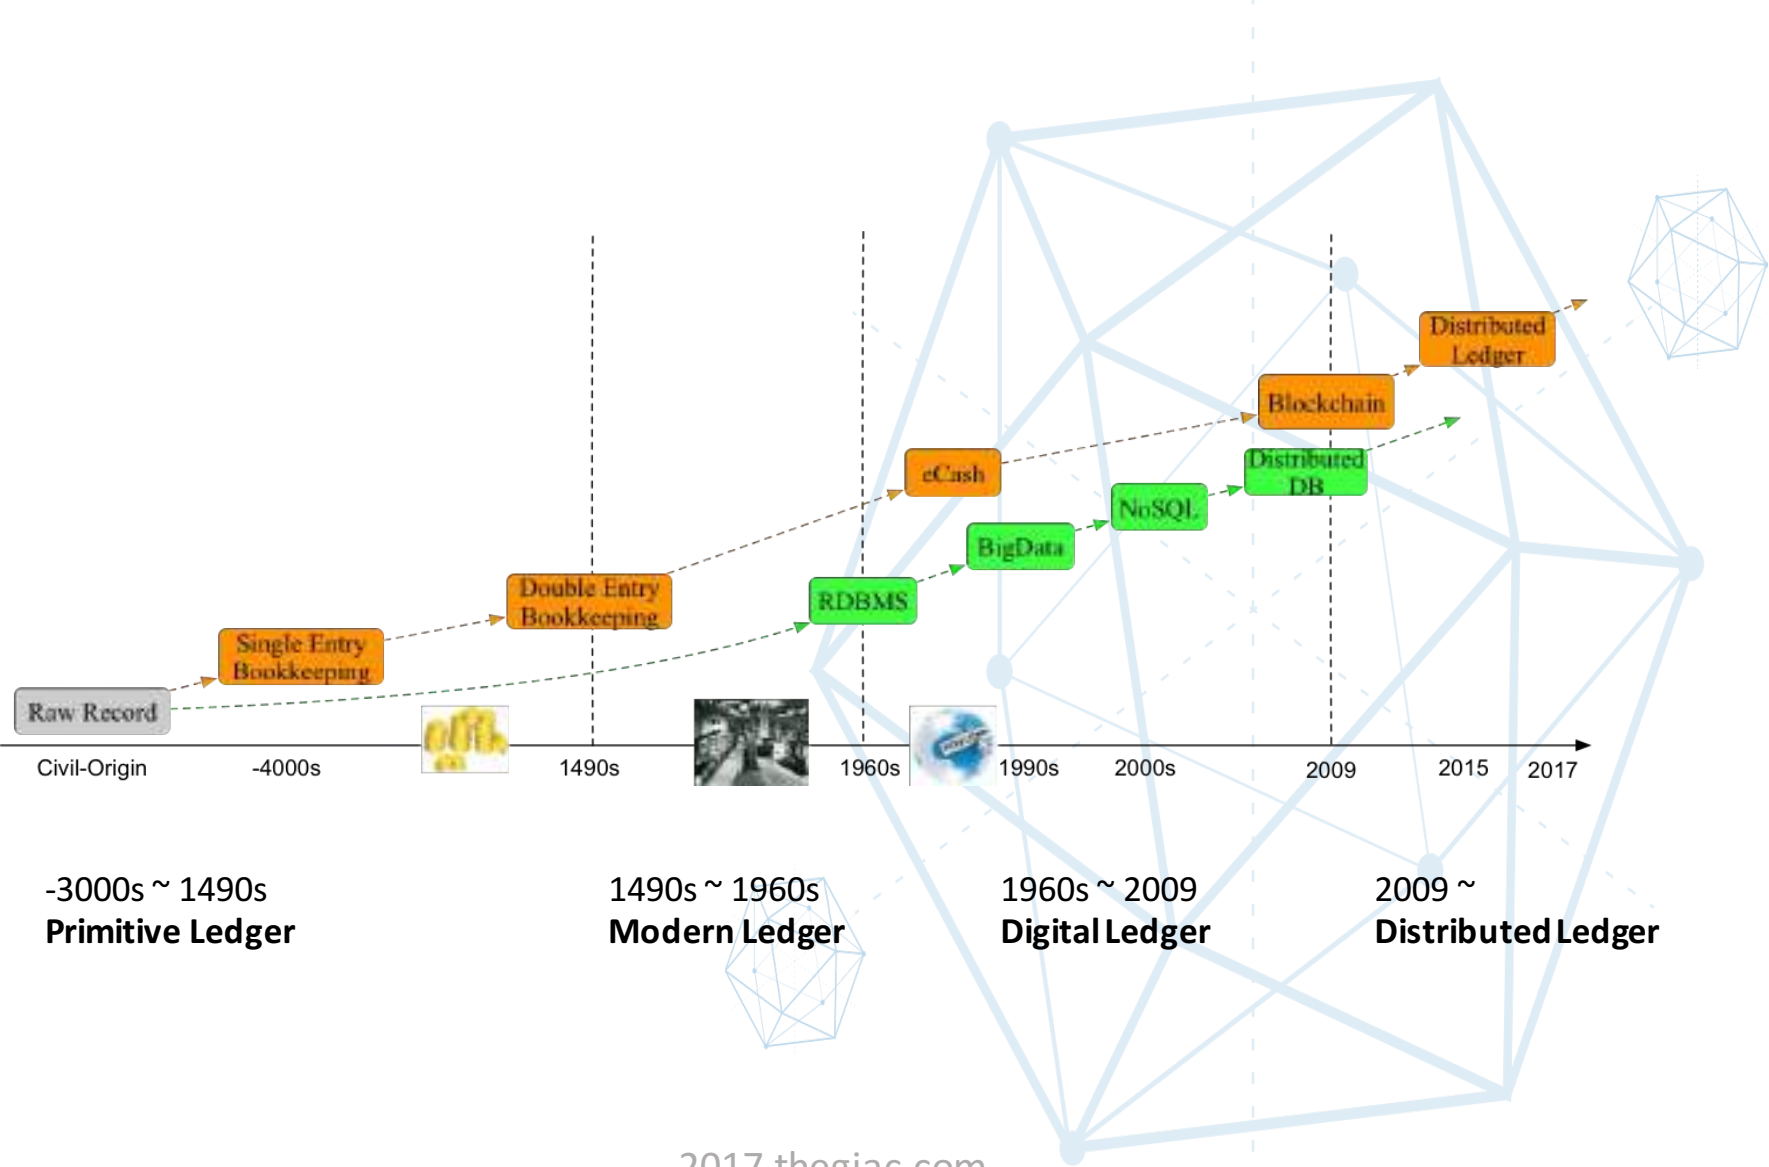 Distributed
Ledger
Blockchain
Distributed
DB
eCash
NoSQL
BigData
Double Entry
Bookkeeping
RDBMS
Single Entry
Bookkeeping
Raw Record
Civil-Origin
-4000s
1490s
1960s
1990s
2000s
2009
2015
2017
-3000s ~ 1490s
Primitive Ledger
1490s ~ 1960s
Modern Ledger
1960s ~ 2009
Digital Ledger
2009 ~
Distributed Ledger
2017.thegiac.com